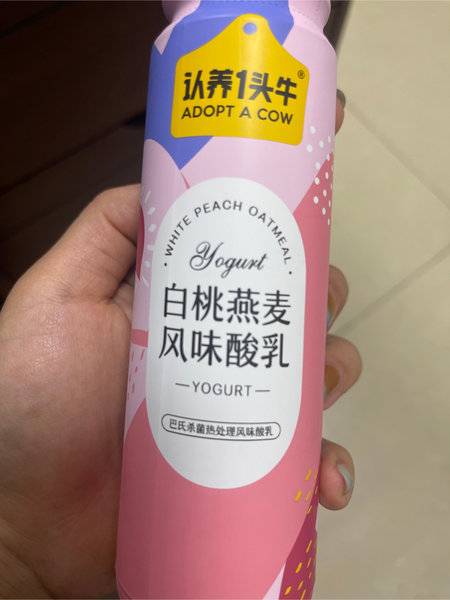 认养1头牛®
ADOPT A COW
WHITE PEACH OATMEAL
Yogurt
白桃燕麦
风味酸乳
—YOGURT—
巴氏杀菌热处理风味酸乳